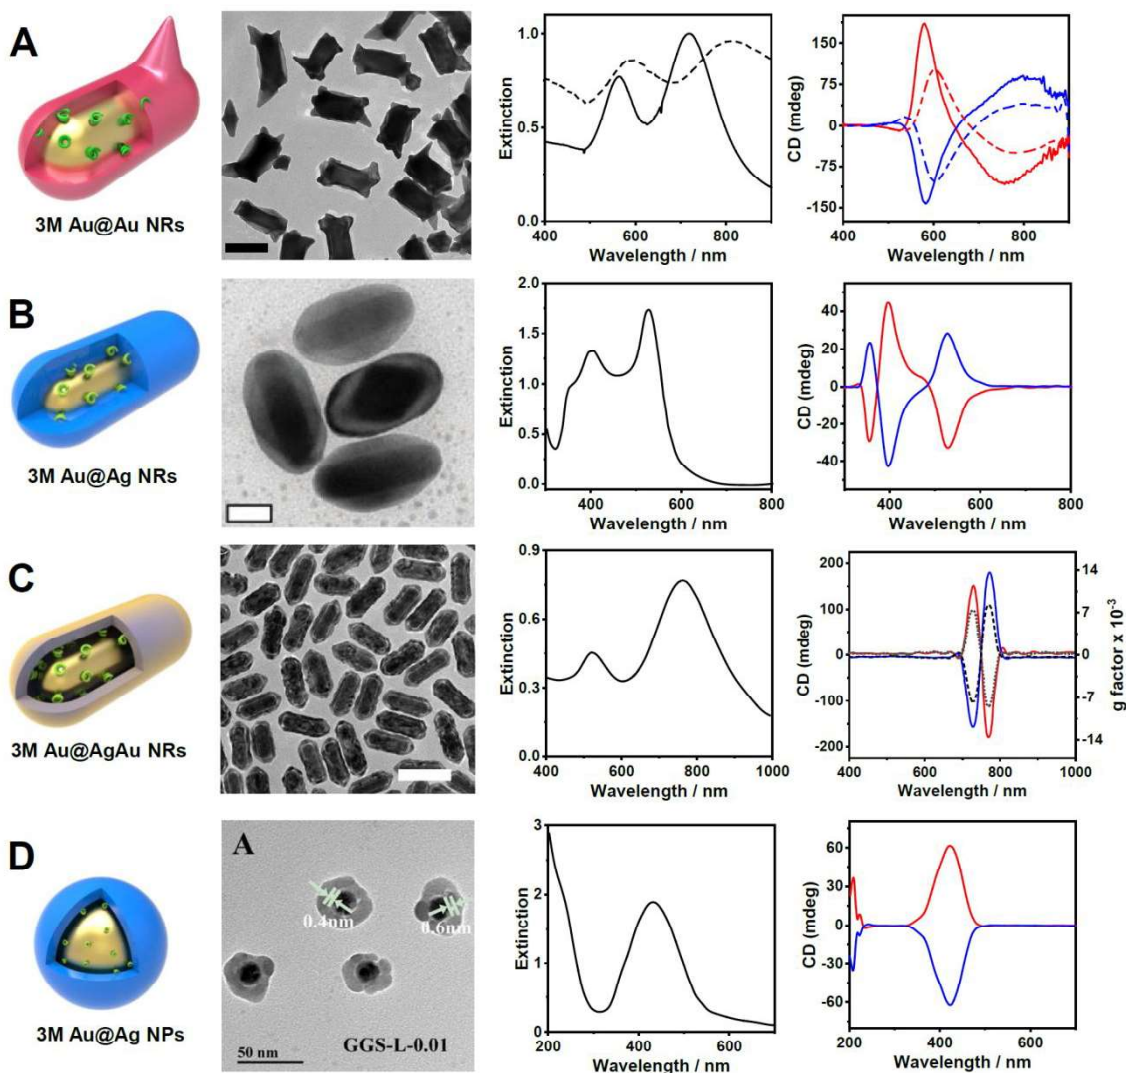 A
3M Au@Au NRs
Extinction
1.0
0.5
0.0
400
600
800
Wavelength / nm
CD (mdeg)
150
75
0
-75
-150
400
600
800
Wavelength / nm
B
3M Au@Ag NRs
Extinction
2.0
1.5
1.0
0.5
0.0
400
600
800
Wavelength / nm
CD (mdeg)
40
20
0
-20
-40
400
600
800
Wavelength / nm
C
3M Au@AgAu NRs
Extinction
0.9
0.6
0.3
0.0
400
600
800
1000
Wavelength / nm
CD (mdeg)
200
100
0
-100
-200
400
600
800
1000
Wavelength / nm
14
7
0
-7
-14
g factor x 10-3
D
3M Au@Ag NPs
A
0.4nm
0.6nm
50 nm
GGS-L-0.01
Extinction
3
2
1
0
200
400
600
Wavelength / nm
CD (mdeg)
60
30
0
-30
-60
200
400
600
Wavelength / nm